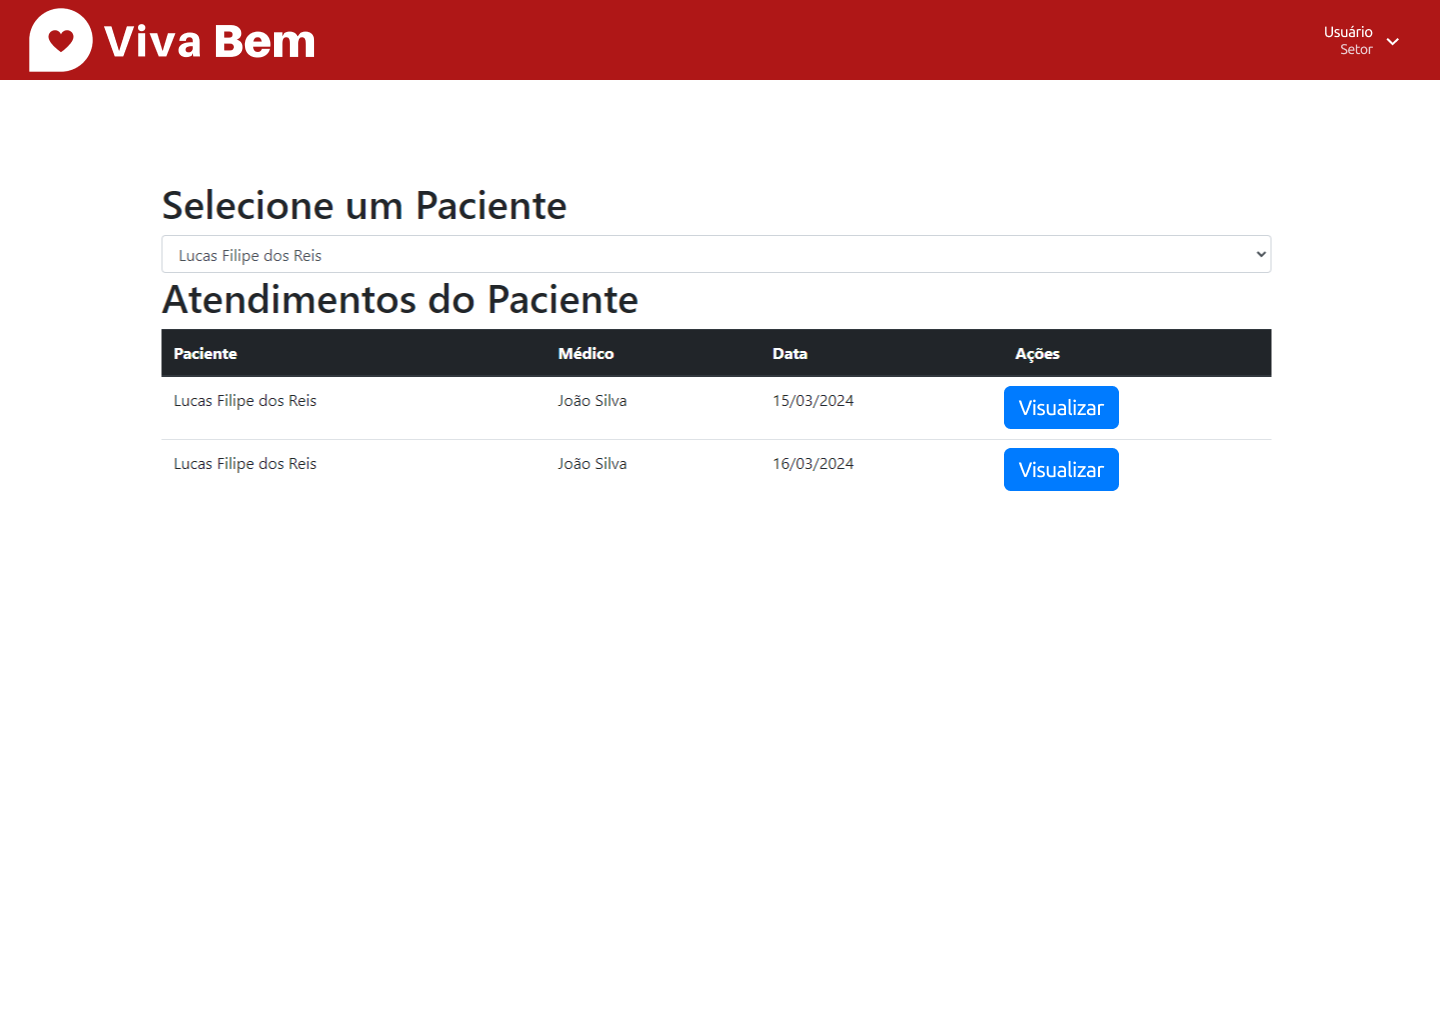 Viva Bem
Usuário
Setor
Selecione um Paciente
Lucas Filipe dos Reis
Atendimentos do Paciente
Paciente Médico Data Ações
Lucas Filipe dos Reis João Silva 15/03/2024 Visualizar
Lucas Filipe dos Reis João Silva 16/03/2024 Visualizar